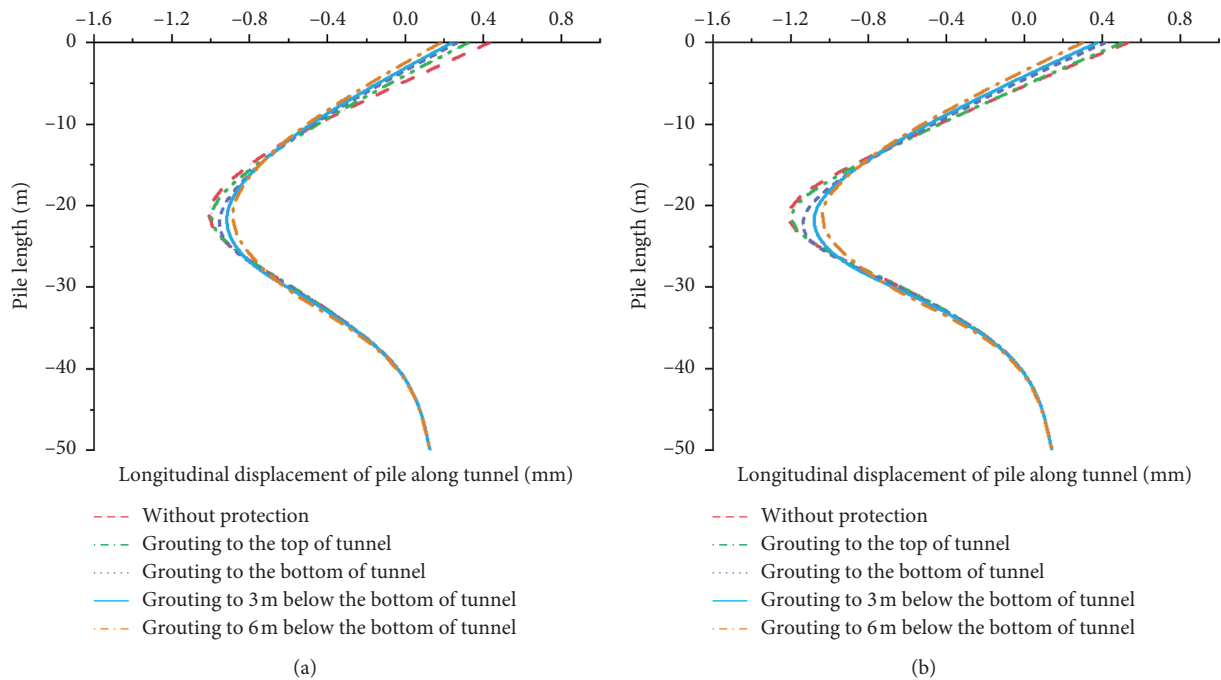 −1.6 −1.2 −0.8 −0.4 0.0 0.4 0.8
0
−10
−20
−30
−40
−50
Pile length (m)
Longitudinal displacement of pile along tunnel (mm)
Without protection
Grouting to the top of tunnel
Grouting to the bottom of tunnel
Grouting to 3 m below the bottom of tunnel
Grouting to 6 m below the bottom of tunnel
(a)
−1.6 −1.2 −0.8 −0.4 0.0 0.4 0.8
0
−10
−20
−30
−40
−50
Pile length (m)
Longitudinal displacement of pile along tunnel (mm)
Without protection
Grouting to the top of tunnel
Grouting to the bottom of tunnel
Grouting to 3 m below the bottom of tunnel
Grouting to 6 m below the bottom of tunnel
(b)